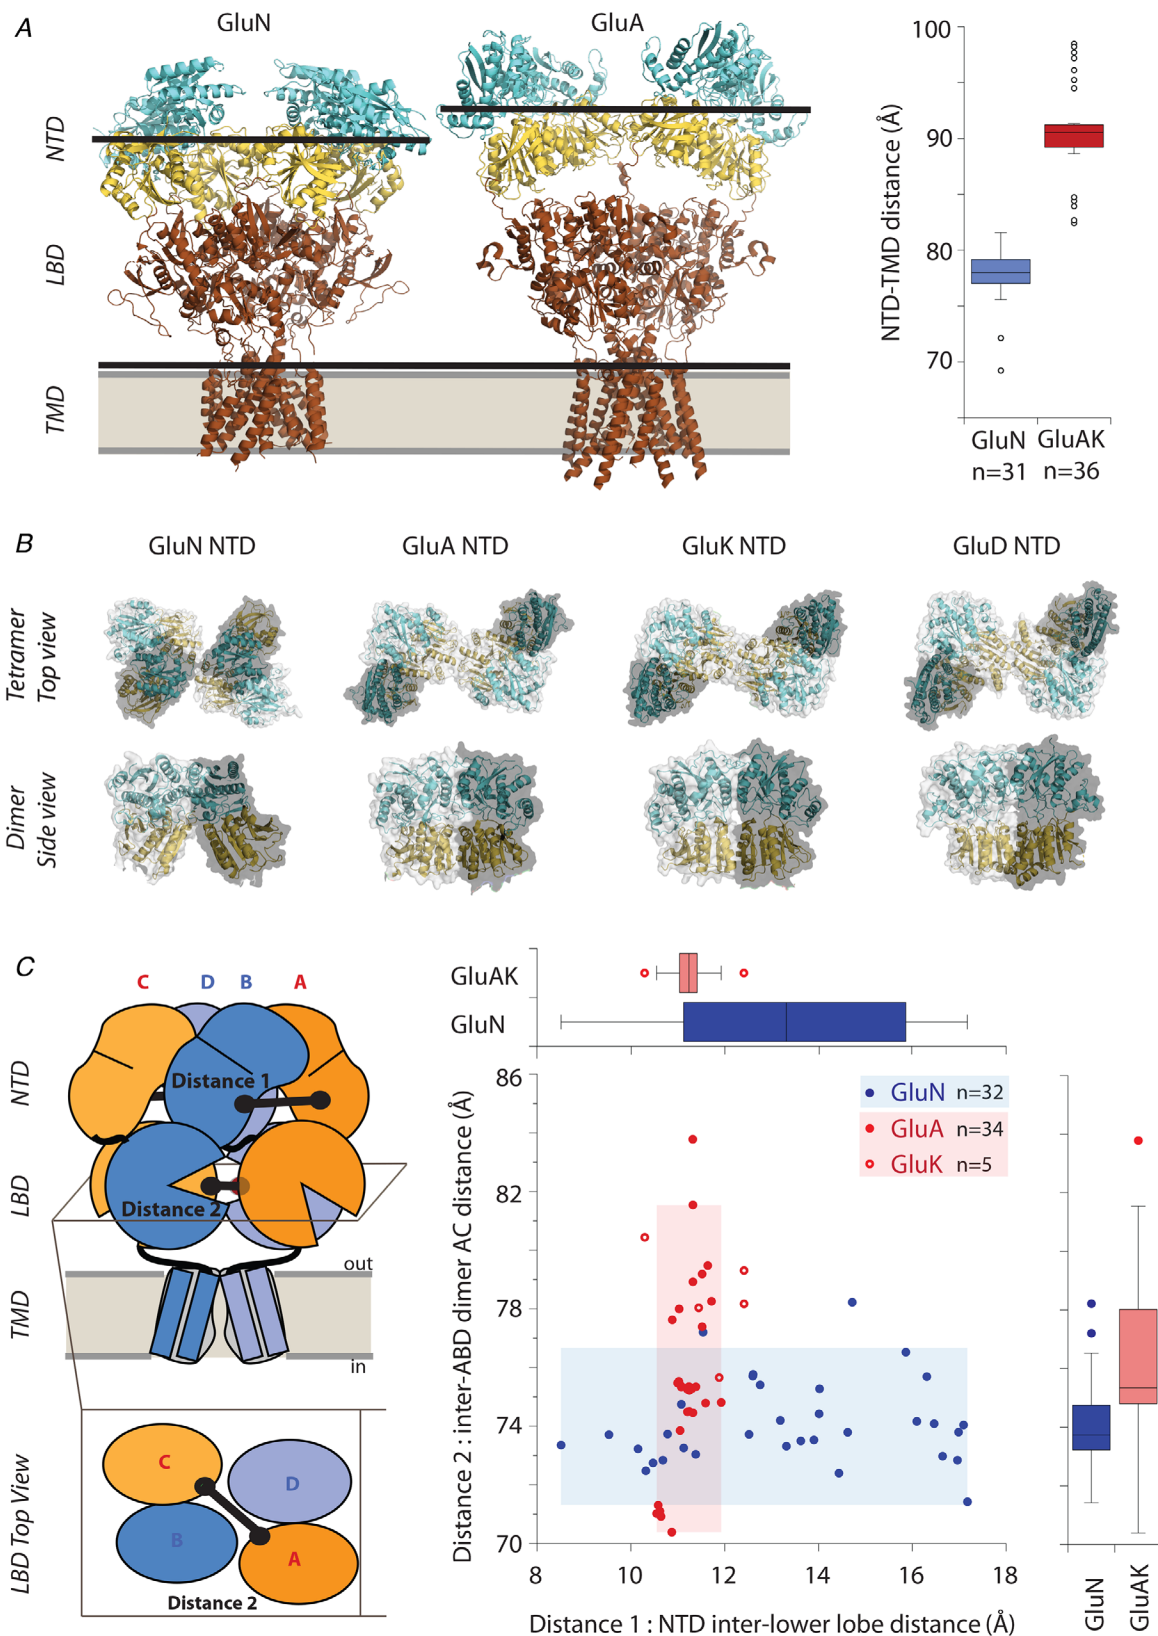 A
GluN
GluA
NTD
LBD
TMD
NTD-TMD distance (Å)
100
90
80
70
GluN
GluAK
n=31
n=36
B
GluN NTD
GluA NTD
GluK NTD
GluD NTD
Tetramer
Top view
Dimer
Side view
C
C
D
B
A
NTD
LBD
TMD
Distance 1
Distance 2
out
in
LBD Top View
C
D
B
A
Distance 2
GluAK
GluN
Distance 2 : inter-ABD dimer AC distance (Å)
86
82
78
74
70
GluN n=32
GluA n=34
GluK n=5
8
10
12
14
16
18
Distance 1 : NTD inter-lower lobe distance (Å)
GluN
GluAK